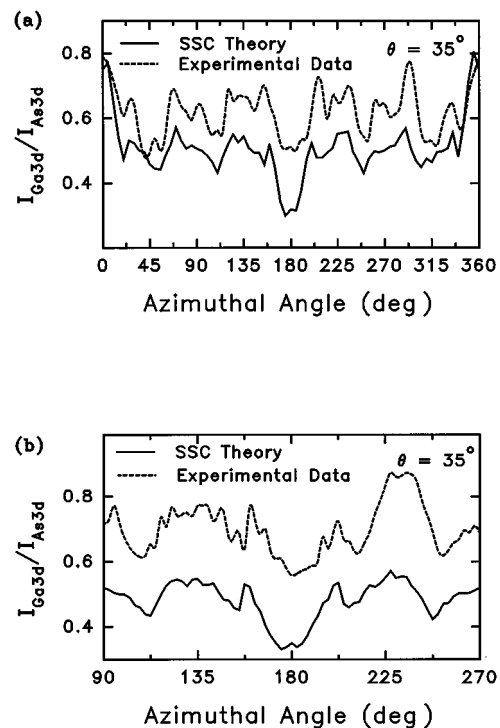 (a)
SSC Theory
Experimental Data
θ = 35°
0.8
0.6
0.4
I_Ga3d/I_As3d
0 45 90 135 180 225 270 315 360
Azimuthal Angle (deg)
(b)
SSC Theory
Experimental Data
θ = 35°
0.8
0.6
0.4
I_Ga3d/I_As3d
90 135 180 225 270
Azimuthal Angle (deg)